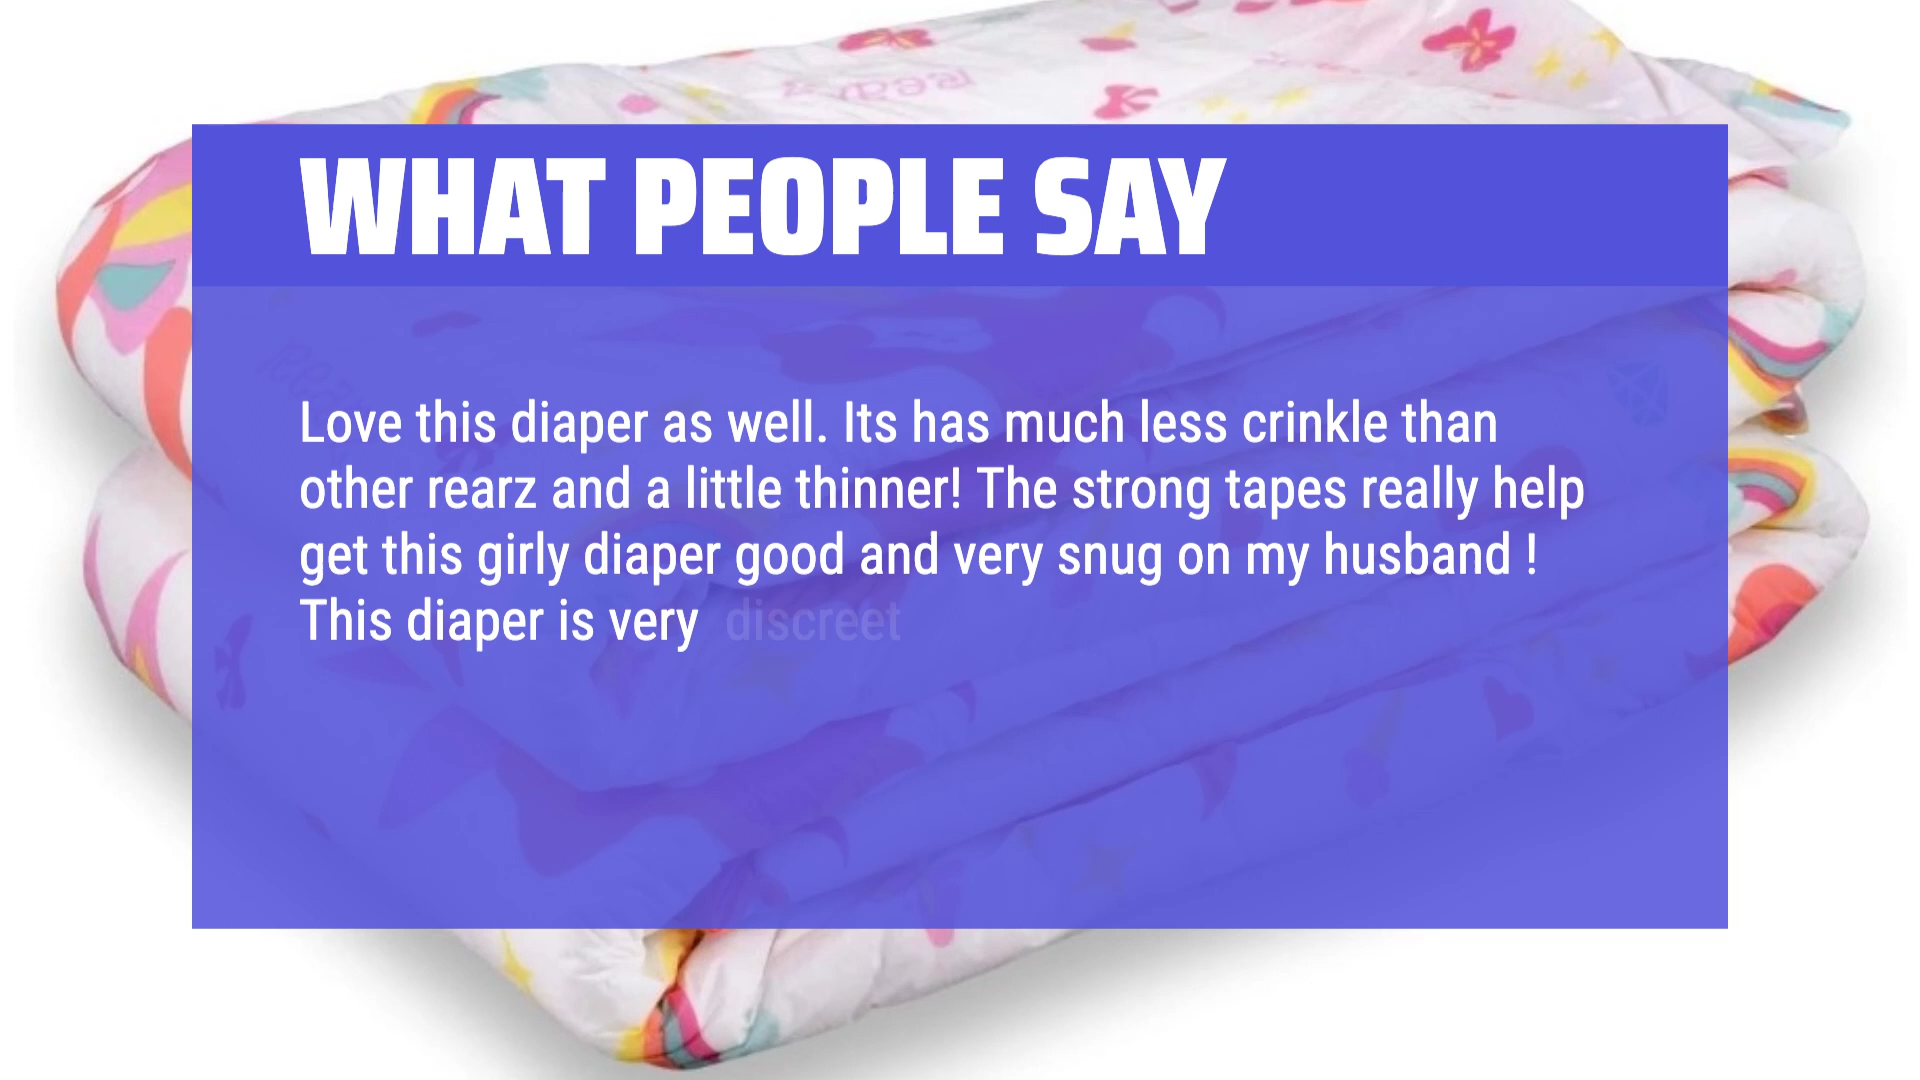 rearz
WHAT PEOPLE SAY
Love this diaper as well. Its has much less crinkle than
other rearz and a little thinner! The strong tapes really help
get this girly diaper good and very snug on my husband !
This diaper is very discreet